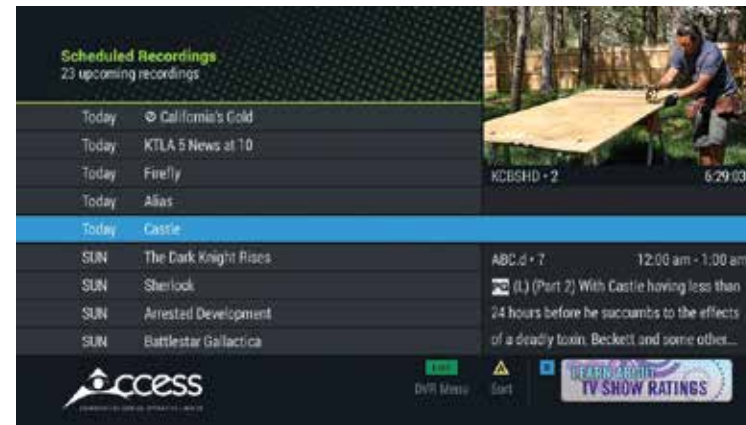 Scheduled Recordings
23 upcoming recordings
Today California's Gold
Today KTLA 5 News at 10
Today Firefly
Today Alias
Today Castle
SUN The Dark Knight Rises
SUN Sherlock
SUN Arrested Development
SUN Battlestar Gallactica
KCBSHD • 2 6:29:03
ABC.d • 7 12:00 am - 1:00 am
(L) (Part 2) With Castle having less than
24 hours before he succumbs to the effects
of a deadly toxin. Beckett and some other...
Access
DVR Menu Sort
LEARN ABOUT
TV SHOW RATINGS